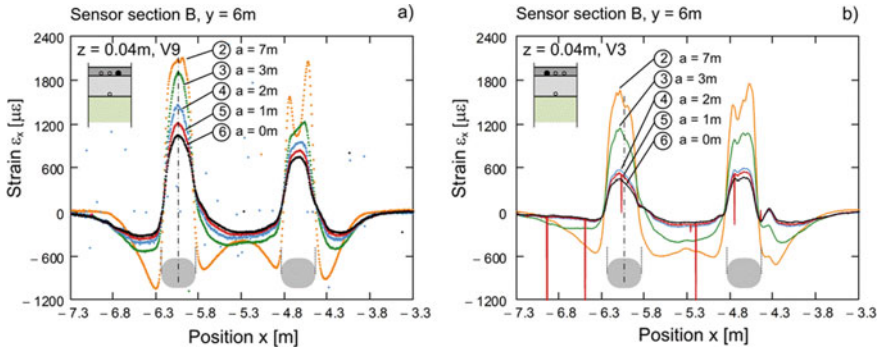 Sensor section B, y = 6m
a)
2400
1800
1200
600
0
– 600
– 1200
Strain εx [με]
z = 0.04m, V9
2 a = 7m
3 a = 3m
4 a = 2m
5 a = 1m
6 a = 0m
– 7.3
– 6.8
– 6.3
– 5.8
– 5.3
– 4.8
– 4.3
– 3.8
– 3.3
Position x [m]
Sensor section B, y = 6m
b)
2400
1800
1200
600
0
– 600
– 1200
Strain εx [με]
z = 0.04m, V3
2 a = 7m
3 a = 3m
4 a = 2m
5 a = 1m
6 a = 0m
– 7.3
– 6.8
– 6.3
– 5.8
– 5.3
– 4.8
– 4.3
– 3.8
– 3.3
Position x [m]